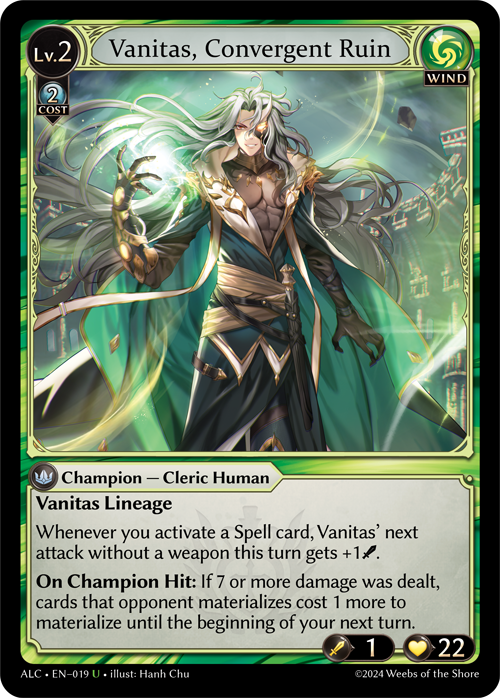 Lv.2
Vanitas, Convergent Ruin
WIND
2
COST
Champion — Cleric Human
Vanitas Lineage
Whenever you activate a Spell card, Vanitas' next
attack without a weapon this turn gets +1.
On Champion Hit: If 7 or more damage was dealt,
cards that opponent materializes cost 1 more to
materialize until the beginning of your next turn.
1
22
ALC • EN–019 U • illust: Hanh Chu
©2024 Weebs of the Shore